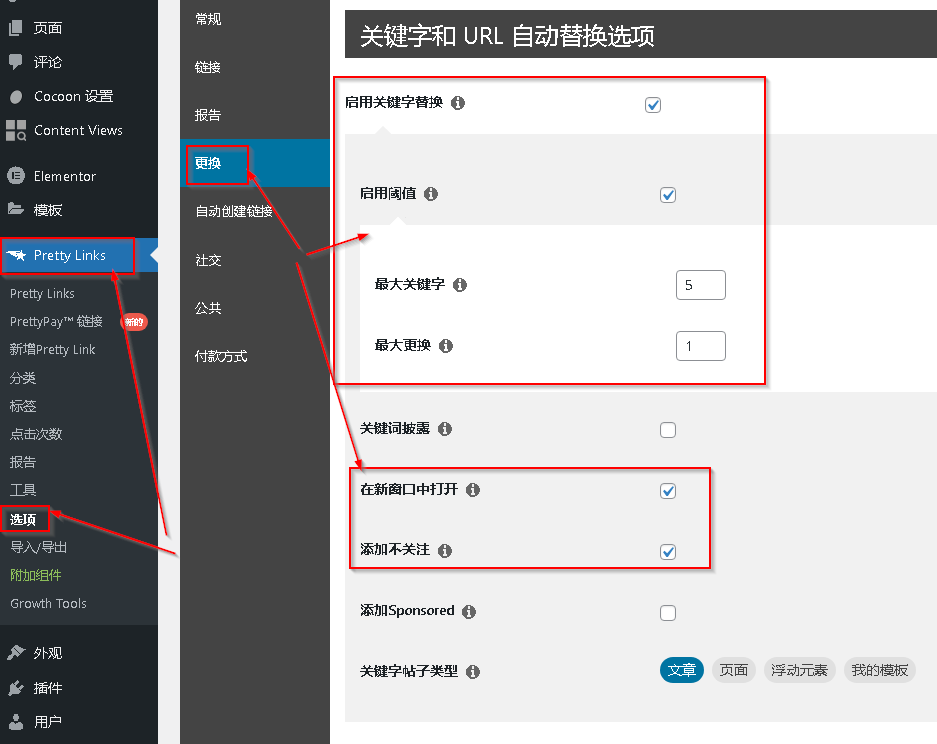 页面
评论
Cocoon 设置
Content Views
Elementor
模板
Pretty Links
Pretty Links
PrettyPay™ 链接 新的
新增Pretty Link
分类
标签
点击次数
报告
工具
选项
导入/导出
附加组件
Growth Tools
外观
插件
用户
常规
链接
报告
更换
自动创建链接
社交
公共
付款方式
关键字和 URL 自动替换选项
启用关键字替换
启用阈值
最大关键字 5
最大更换 1
关键词披露
在新窗口中打开
添加不关注
添加Sponsored
关键字帖子类型 文章 页面 浮动元素 我的模板